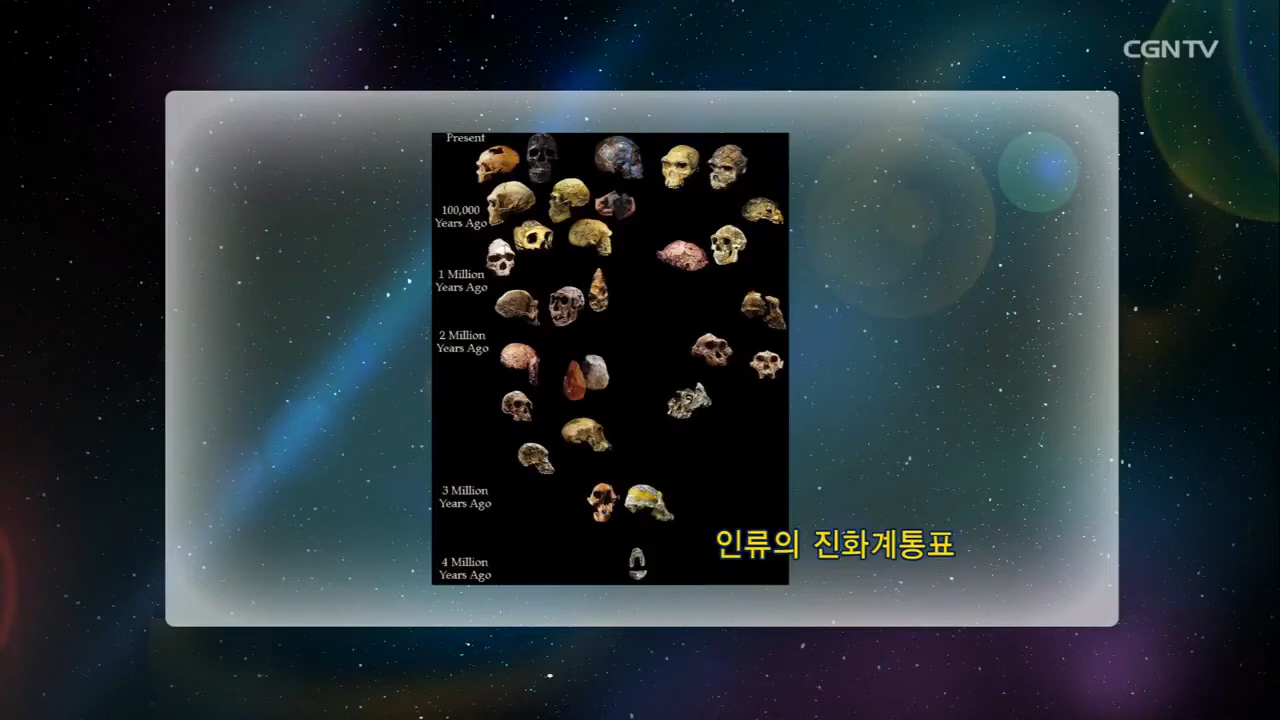 CGNTV
Present
100,000
Years Ago
1 Million
Years Ago
2 Million
Years Ago
3 Million
Years Ago
4 Million
Years Ago
인류의 진화계통표